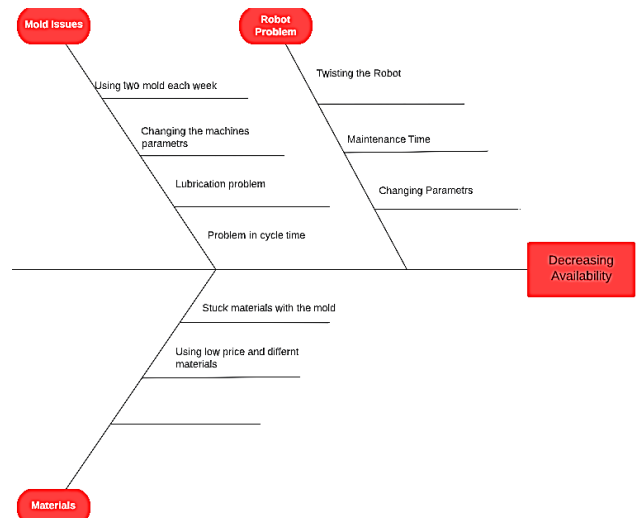 Mold Issues
Robot
Problem
Twisting the Robot
Using two mold each week
Changing the machines
parametrs
Maintenance Time
Lubrication problem
Changing Parametrs
Problem in cycle time
Decreasing
Availability
Stuck materials with the mold
Using low price and differnt
materials
Materials